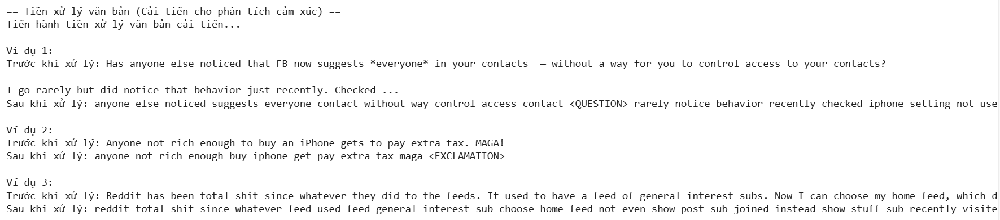 == Tiền xử lý văn bản (Cải tiến cho phân tích cảm xúc) ==
Tiến hành tiền xử lý văn bản cải tiến...
Ví dụ 1:
Trước khi xử lý: Has anyone else noticed that FB now suggests *everyone* in your contacts  — without a way for you to control access to your contacts?
I go rarely but did notice that behavior just recently. Checked ...
Sau khi xử lý: anyone else noticed suggests everyone contact without way control access contact <QUESTION> rarely notice behavior recently checked iphone setting not_use
Ví dụ 2:
Trước khi xử lý: Anyone not rich enough to buy an iPhone gets to pay extra tax. MAGA!
Sau khi xử lý: anyone not_rich enough buy iphone get pay extra tax maga <EXCLAMATION>
Ví dụ 3:
Trước khi xử lý: Reddit has been total shit since whatever they did to the feeds. It used to have a feed of general interest subs. Now I can choose my home feed, which d
Sau khi xử lý: reddit total shit since whatever feed used feed general interest sub choose home feed not_even show post sub joined instead show stuff sub recently visite